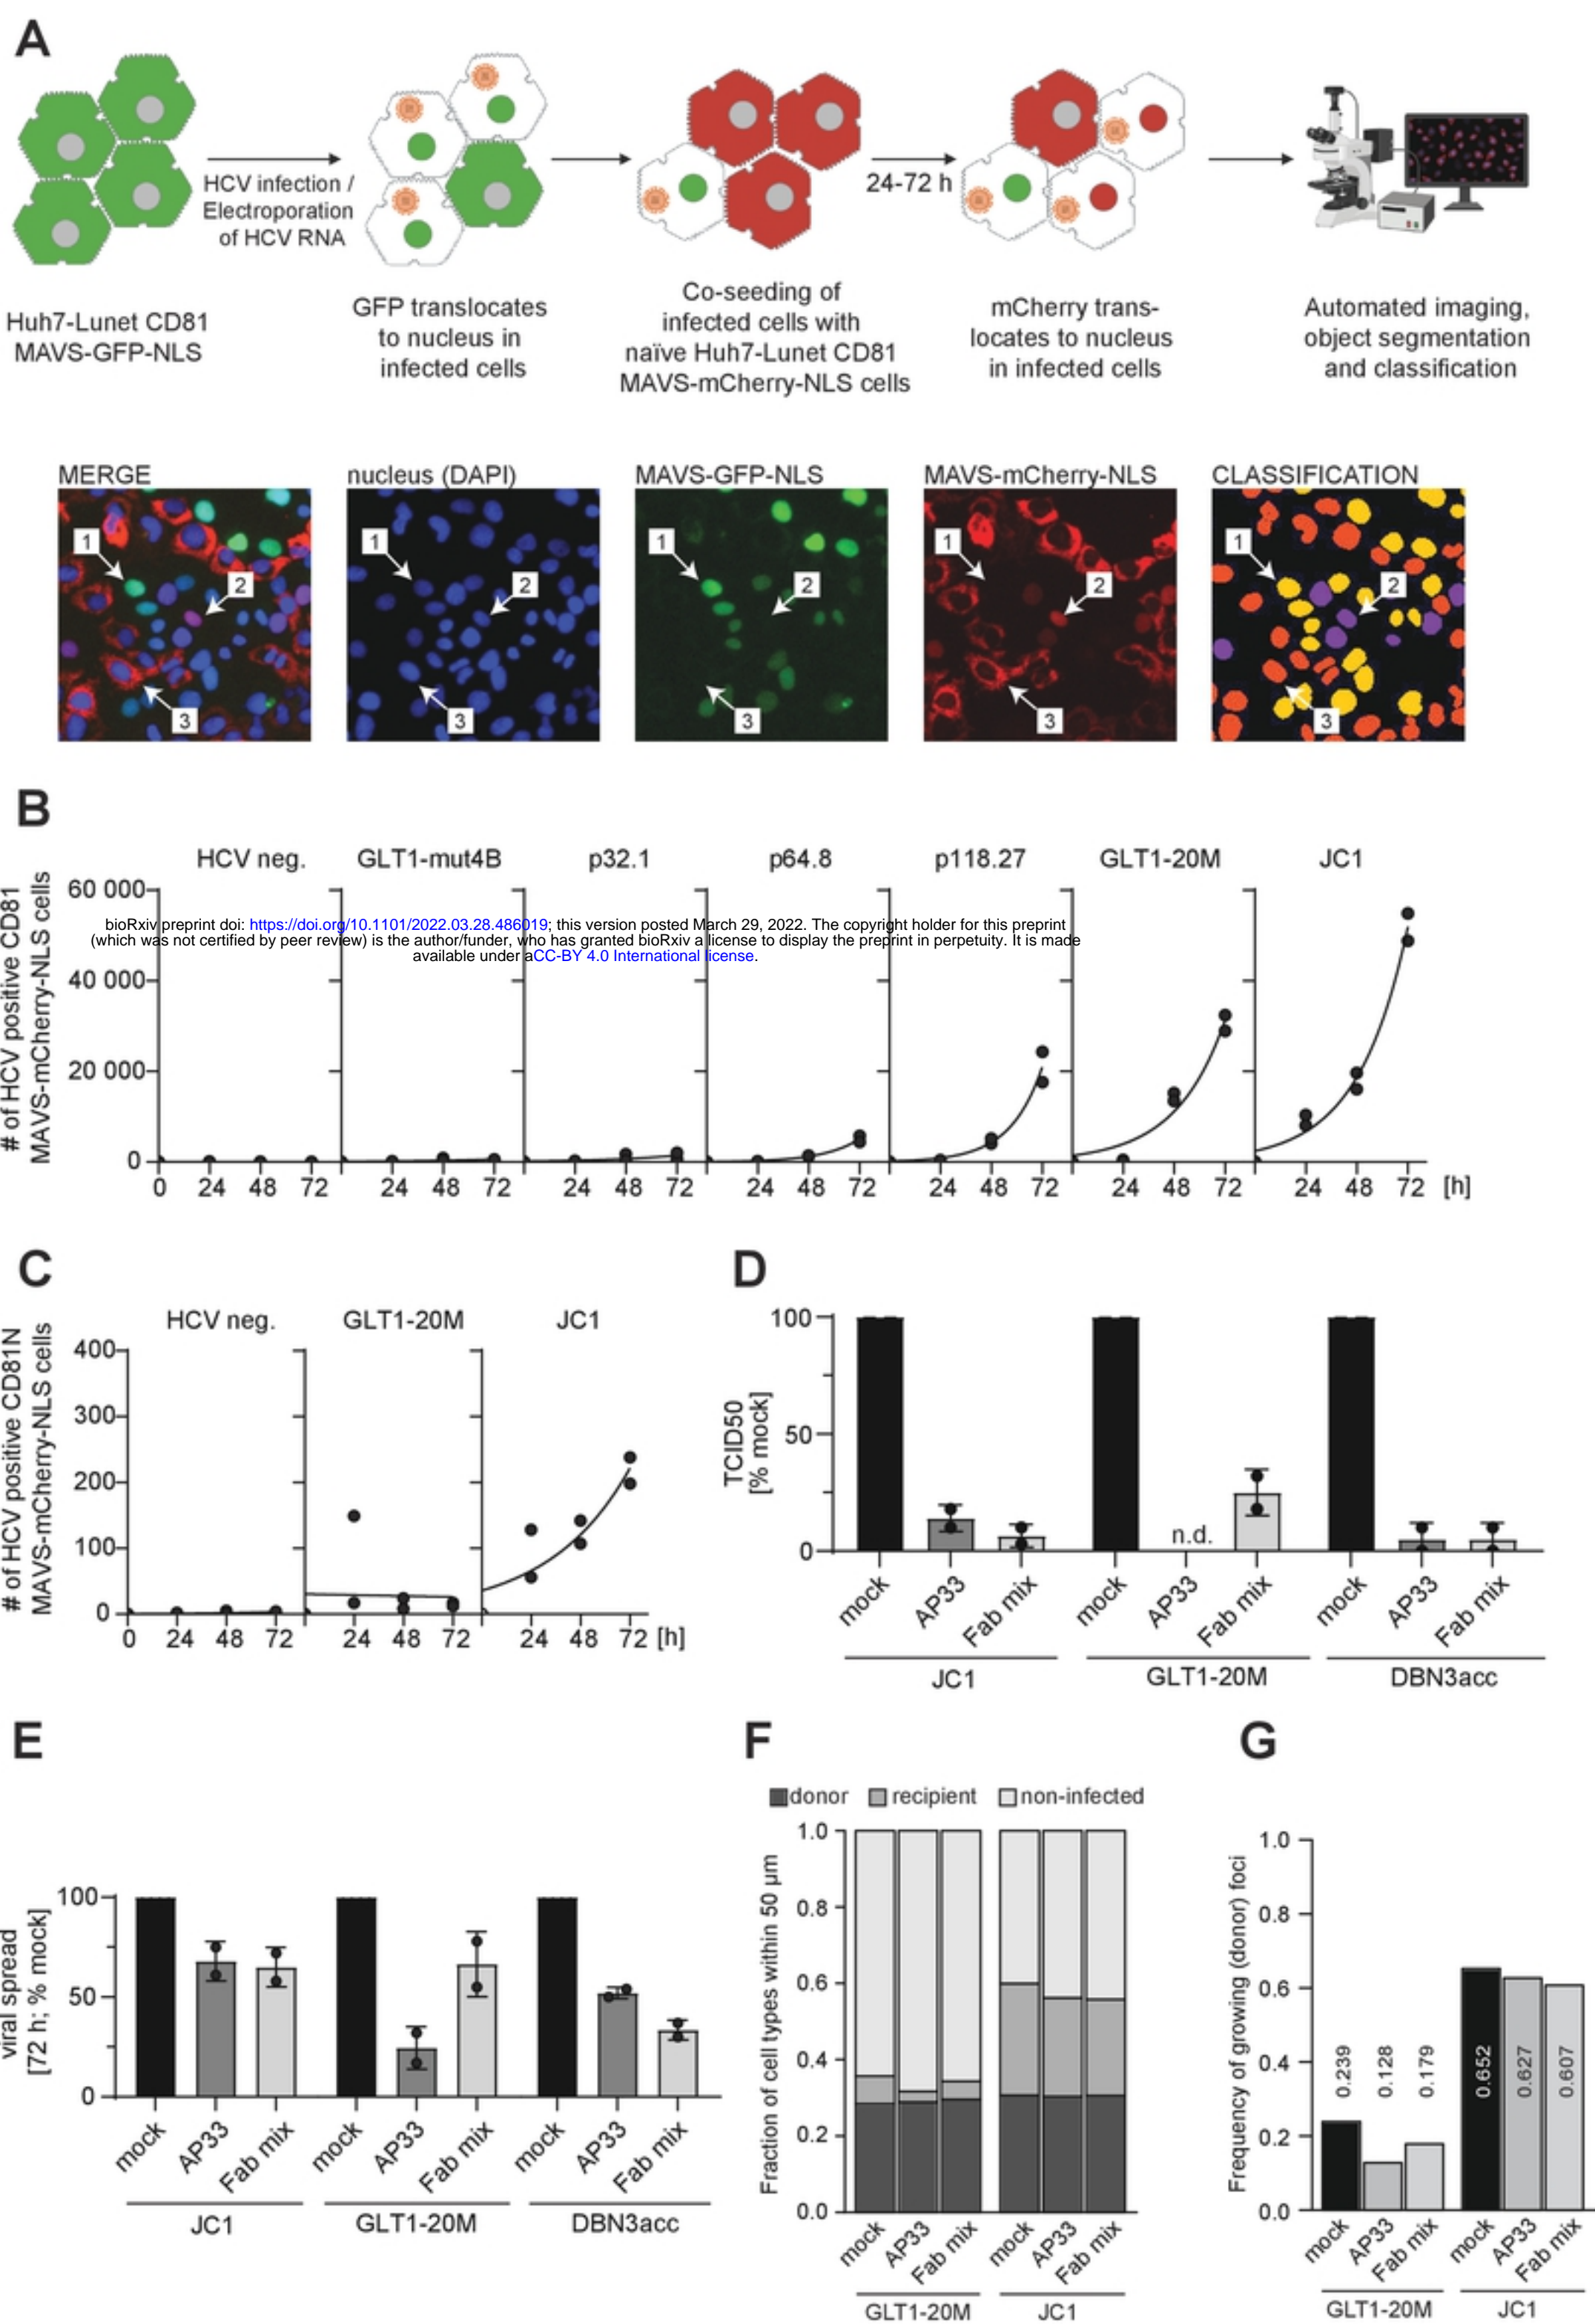 A
HCV infection /
Electroporation
of HCV RNA
24-72 h
Huh7-Lunet CD81
MAVS-GFP-NLS
GFP translocates
to nucleus in
infected cells
Co-seeding of
infected cells with
naïve Huh7-Lunet CD81
MAVS-mCherry-NLS cells
mCherry trans-
locates to nucleus
in infected cells
Automated imaging,
object segmentation
and classification
MERGE nucleus (DAPI) MAVS-GFP-NLS MAVS-mCherry-NLS CLASSIFICATION
1 1 1 1 1
2 2 2 2 2
3 3 3 3 3
B
HCV neg. GLT1-mut4B p32.1 p64.8 p118.27 GLT1-20M JC1
# of HCV positive CD81
MAVS-mCherry-NLS cells
60 000
40 000
20 000
0
bioRxiv preprint doi: https://doi.org/10.1101/2022.03.28.486019; this version posted March 29, 2022. The copyright holder for this preprint
(which was not certified by peer review) is the author/funder, who has granted bioRxiv a license to display the preprint in perpetuity. It is made
available under aCC-BY 4.0 International license.
0 24 48 72 24 48 72 24 48 72 24 48 72 24 48 72 24 48 72 24 48 72 [h]
C
HCV neg. GLT1-20M JC1
# of HCV positive CD81N
MAVS-mCherry-NLS cells
400
300
200
100
0
0 24 48 72 24 48 72 24 48 72 [h]
D
TCID50
[% mock]
100
50
0
n.d.
mock AP33 Fab mix mock AP33 Fab mix mock AP33 Fab mix
JC1 GLT1-20M DBN3acc
E
viral spread
[72 h; % mock]
100
50
0
mock AP33 Fab mix mock AP33 Fab mix mock AP33 Fab mix
JC1 GLT1-20M DBN3acc
F
donor recipient non-infected
Fraction of cell types within 50 µm
1.0
0.8
0.6
0.4
0.2
0.0
mock AP33 Fab mix mock AP33 Fab mix
GLT1-20M JC1
G
Frequency of growing (donor) foci
1.0
0.8
0.6
0.4
0.2
0.0
0.239 0.128 0.179 0.652 0.627 0.607
mock AP33 Fab mix mock AP33 Fab mix
GLT1-20M JC1